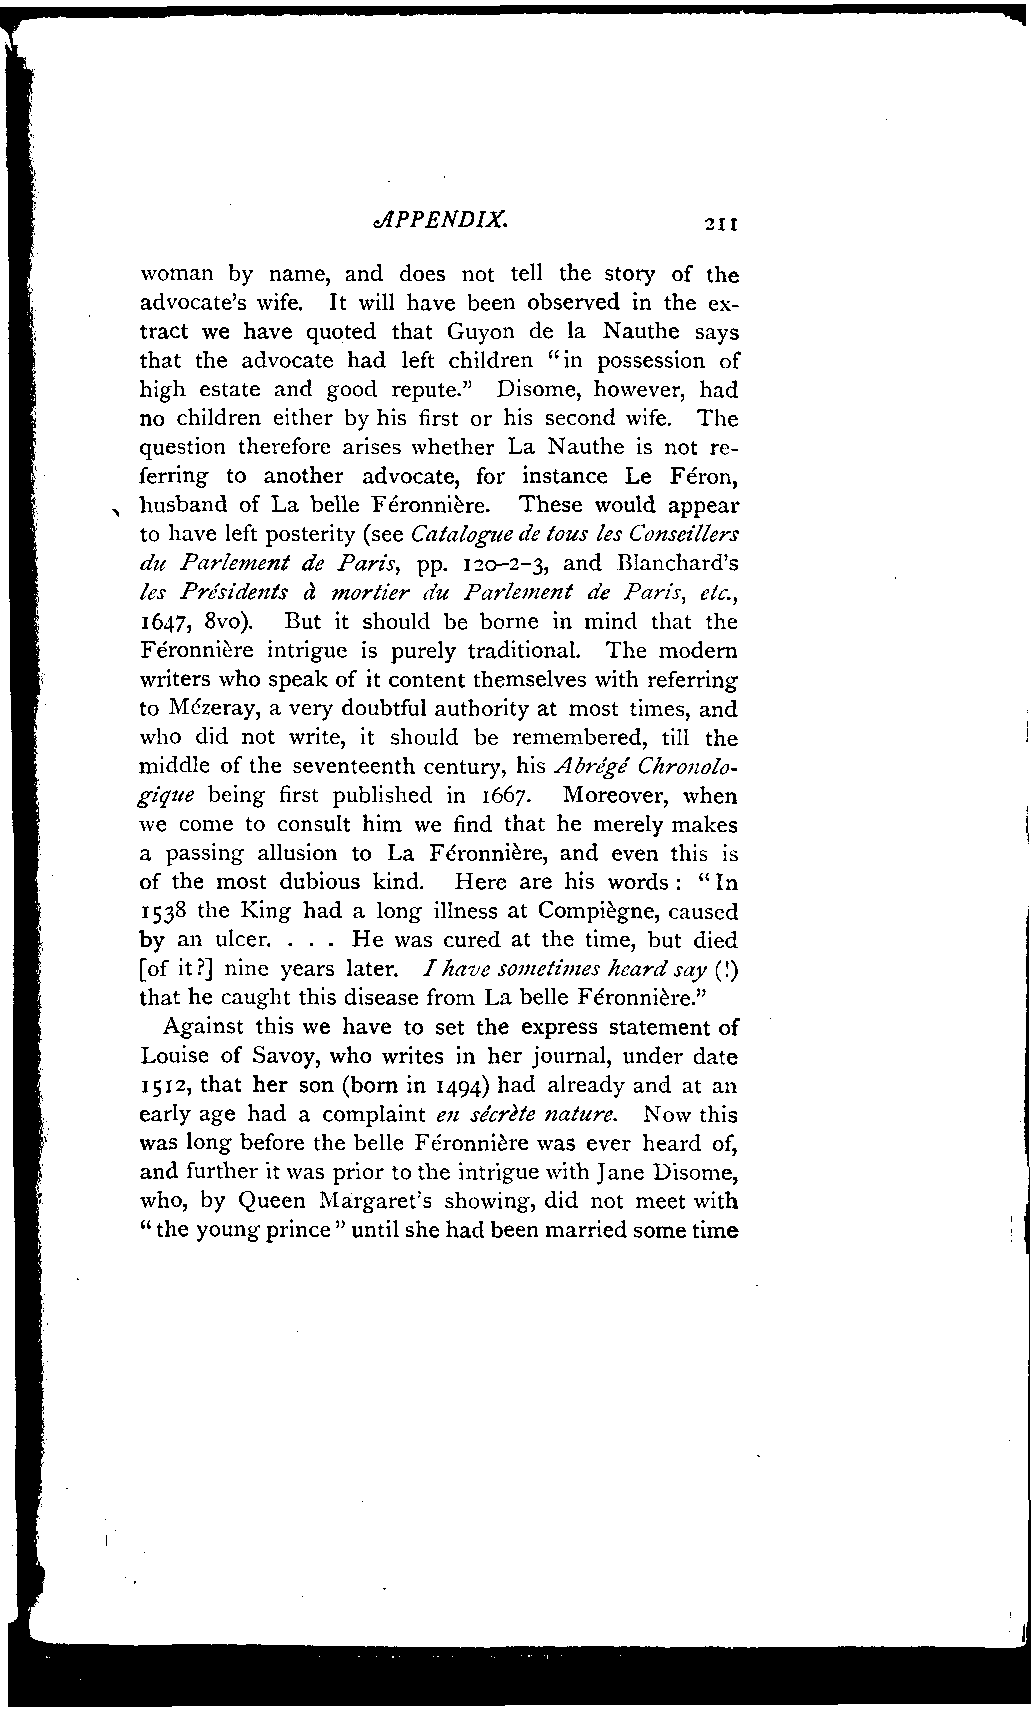 APPENDIX. 211
woman by name, and does not tell the story of the
advocate's wife. It will have been observed in the ex-
tract we have quoted that Guyon de la Nauthe says
that the advocate had left children "in possession of
high estate and good repute." Disome, however, had
no children either by his first or his second wife. The
question therefore arises whether La Nauthe is not re-
ferring to another advocate, for instance Le Féron,
husband of La belle Féronnière. These would appear
to have left posterity (see Catalogue de tous les Conseillers
du Parlement de Paris, pp. 120-2-3, and Blanchard's
les Présidents à mortier du Parlement de Paris, etc.,
1647, 8vo). But it should be borne in mind that the
Féronnière intrigue is purely traditional. The modern
writers who speak of it content themselves with referring
to Mézeray, a very doubtful authority at most times, and
who did not write, it should be remembered, till the
middle of the seventeenth century, his Abrégé Chronolo-
gique being first published in 1667. Moreover, when
we come to consult him we find that he merely makes
a passing allusion to La Féronnière, and even this is
of the most dubious kind. Here are his words: "In
1538 the King had a long illness at Compiègne, caused
by an ulcer. . . . He was cured at the time, but died
[of it?] nine years later. I have sometimes heard say (!)
that he caught this disease from La belle Féronnière."
Against this we have to set the express statement of
Louise of Savoy, who writes in her journal, under date
1512, that her son (born in 1494) had already and at an
early age had a complaint en sécrète nature. Now this
was long before the belle Féronnière was ever heard of,
and further it was prior to the intrigue with Jane Disome,
who, by Queen Margaret's showing, did not meet with
"the young prince" until she had been married some time